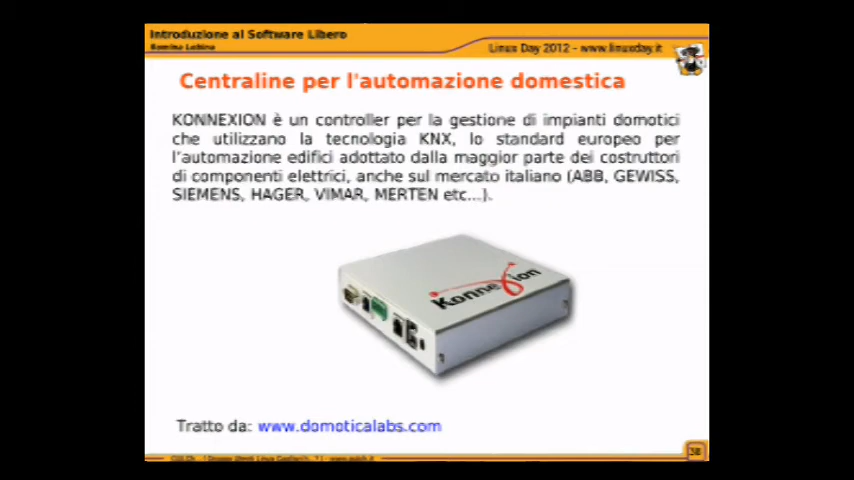 Introduzione al Software Libero
Linux Day 2012 - www.linuxday.it
Centraline per l'automazione domestica
KONNEXION è un controller per la gestione di impianti domotici
che utilizzano la tecnologia KNX, lo standard europeo per
l'automazione edifici adottato dalla maggior parte dei costruttori
di componenti elettrici, anche sul mercato italiano (ABB, GEWISS,
SIEMENS, HAGER, VIMAR, MERTEN etc...).
Konnexion
Tratto da: www.domoticalabs.com
38